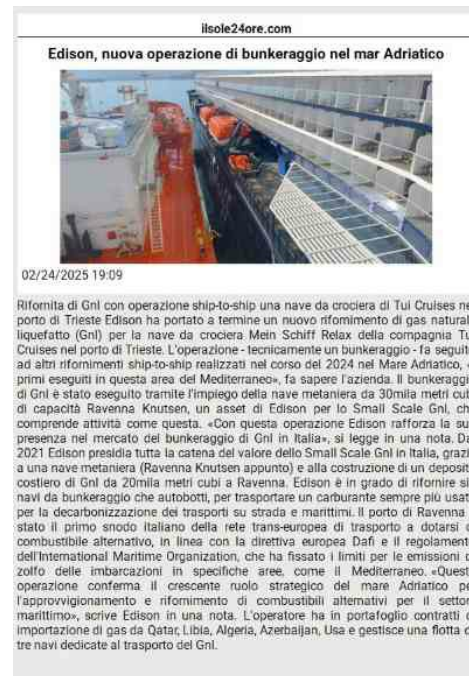 ilsole24ore.com
Edison, nuova operazione di bunkeraggio nel mar Adriatico
02/24/2025 19:09
Rifornita di Gnl con operazione ship-to-ship una nave da crociera di Tui Cruises ne
porto di Trieste Edison ha portato a termine un nuovo rifornimento di gas natural
liquefatto (Gnl) per la nave da crociera Mein Schiff Relax della compagnia Tu
Cruises nel porto di Trieste. L'operazione - tecnicamente un bunkeraggio - fa seguit
ad altri rifornimenti ship-to-ship realizzati nel corso del 2024 nel Mare Adriatico, «
primi eseguiti in questa area del Mediterraneo», fa sapere l'azienda. Il bunkeraggi
di Gnl è stato eseguito tramite l'impiego della nave metaniera da 30mila metri cub
di capacità Ravenna Knutsen, un asset di Edison per lo Small Scale Gnl, ch
comprende attività come questa. «Con questa operazione Edison rafforza la su
presenza nel mercato del bunkeraggio di Gnl in Italia», si legge in una nota. Da
2021 Edison presidia tutta la catena del valore dello Small Scale Gnl in Italia, grazi
a una nave metaniera (Ravenna Knutsen appunto) e alla costruzione di un deposit
costiero di Gnl da 20mila metri cubi a Ravenna. Edison è in grado di rifornire si
navi da bunkeraggio che autobotti, per trasportare un carburante sempre più usat
per la decarbonizzazione dei trasporti su strada e marittimi. Il porto di Ravenna
stato il primo snodo italiano della rete trans-europea di trasporto a dotarsi d
combustibile alternativo, in linea con la direttiva europea Dafi e il regolament
dell'International Maritime Organization, che ha fissato i limiti per le emissioni d
zolfo delle imbarcazioni in specifiche aree, come il Mediterraneo. «Quest
operazione conferma il crescente ruolo strategico del mare Adriatico pe
l'approvvigionamento e rifornimento di combustibili alternativi per il settor
marittimo», scrive Edison in una nota. L'operatore ha in portafoglio contratti d
importazione di gas da Qatar, Libia, Algeria, Azerbaijan, Usa e gestisce una flotta d
tre navi dedicate al trasporto del Gnl.